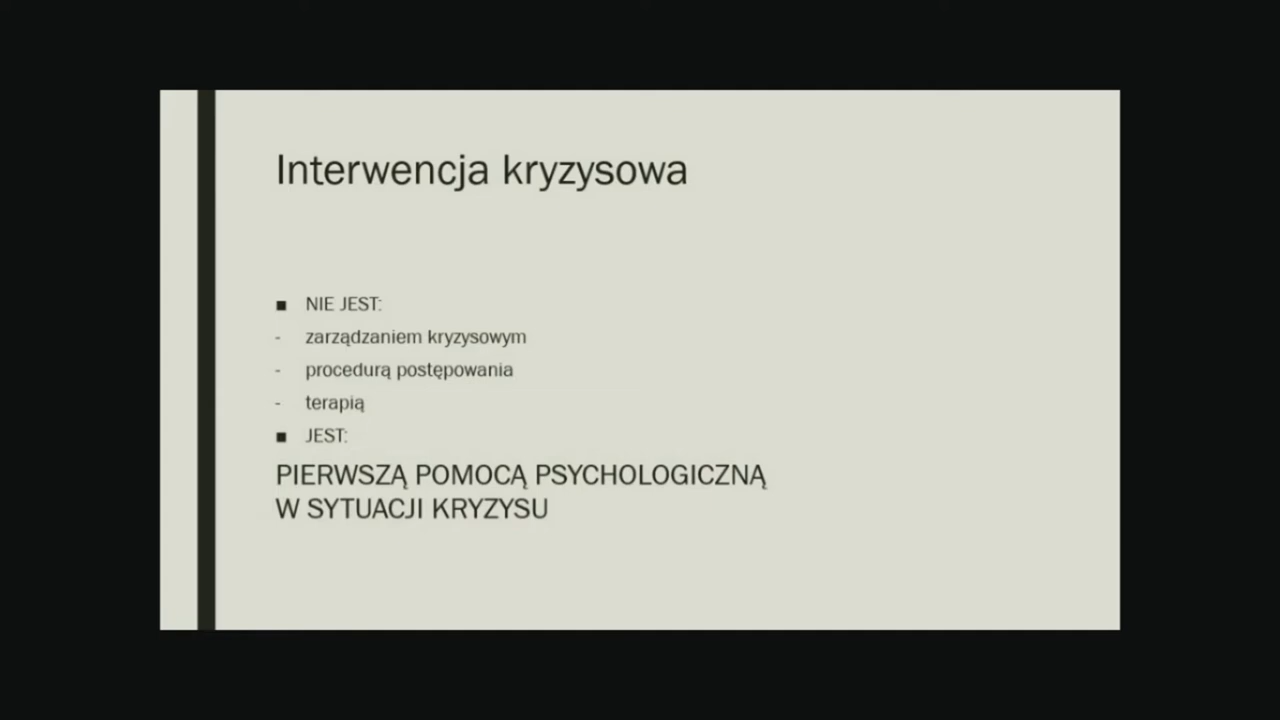 Interwencja kryzysowa
■ NIE JEST:
- zarządzaniem kryzysowym
- procedurą postępowania
- terapią
■ JEST:
PIERWSZĄ POMOCĄ PSYCHOLOGICZNĄ
W SYTUACJI KRYZYSU